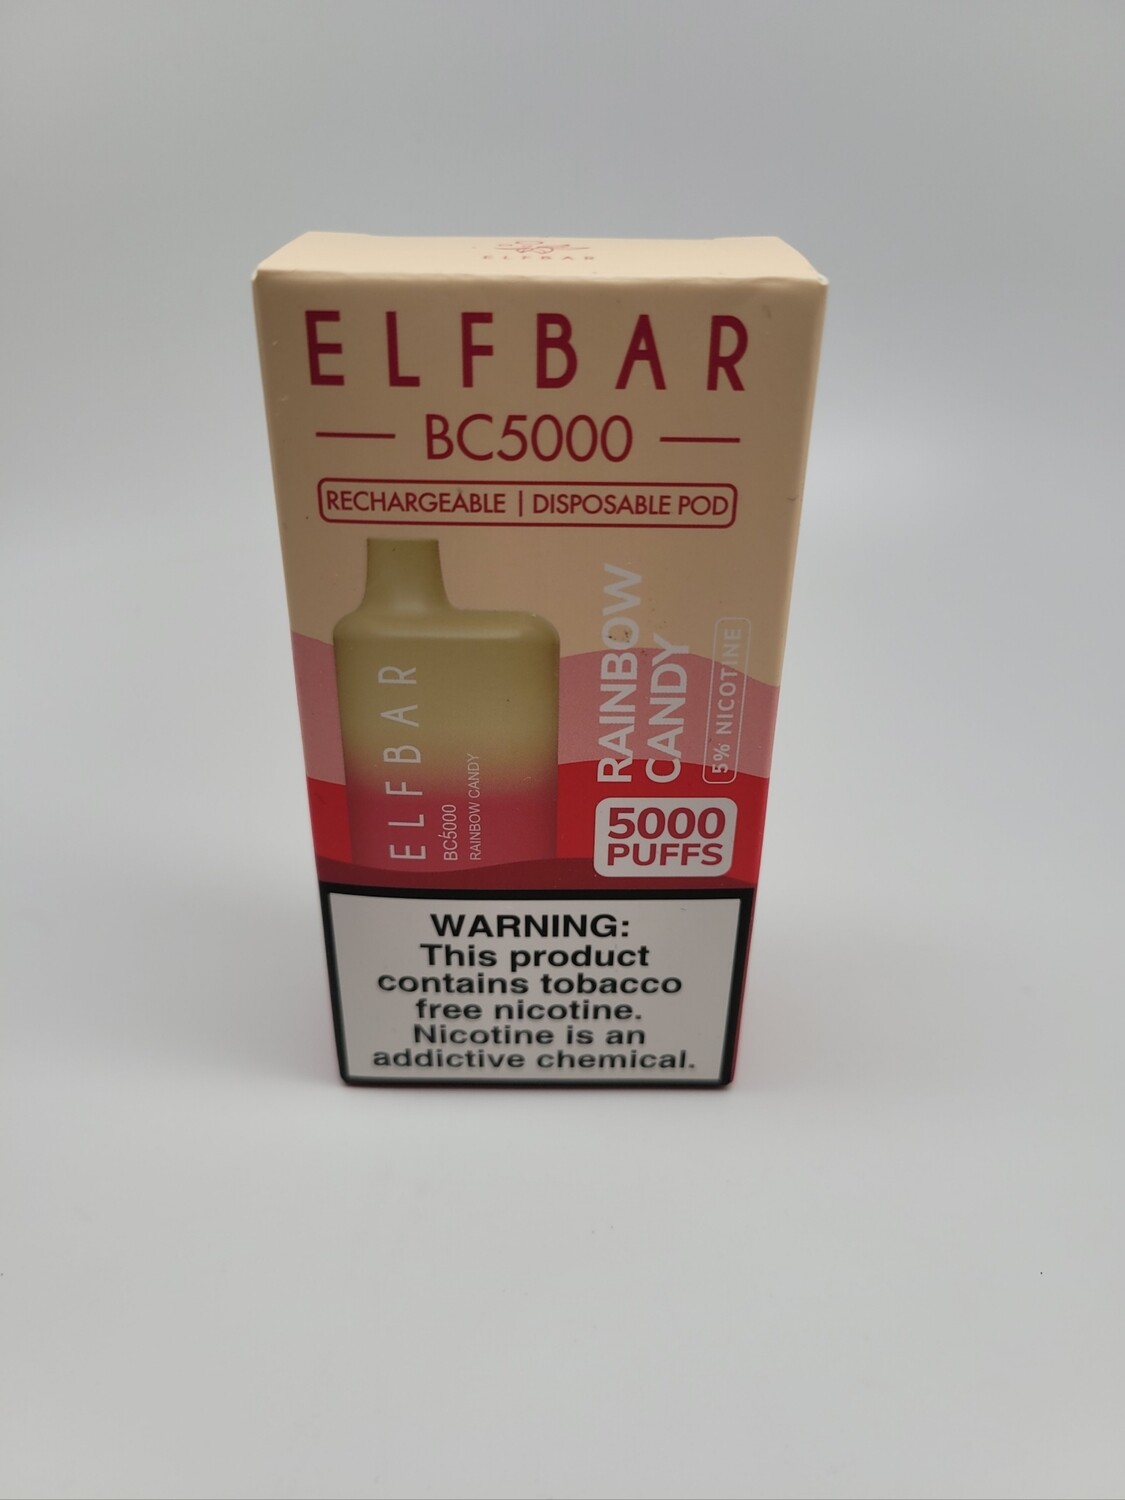 ELFBAR
ELFBAR
BC5000
RECHARGEABLE | DISPOSABLE POD
ELFBAR
BC5000
RAINBOW CANDY
RAINBOW
CANDY
5% NICOTINE
5000
PUFFS
WARNING:
This product
contains tobacco
free nicotine.
Nicotine is an
addictive chemical.